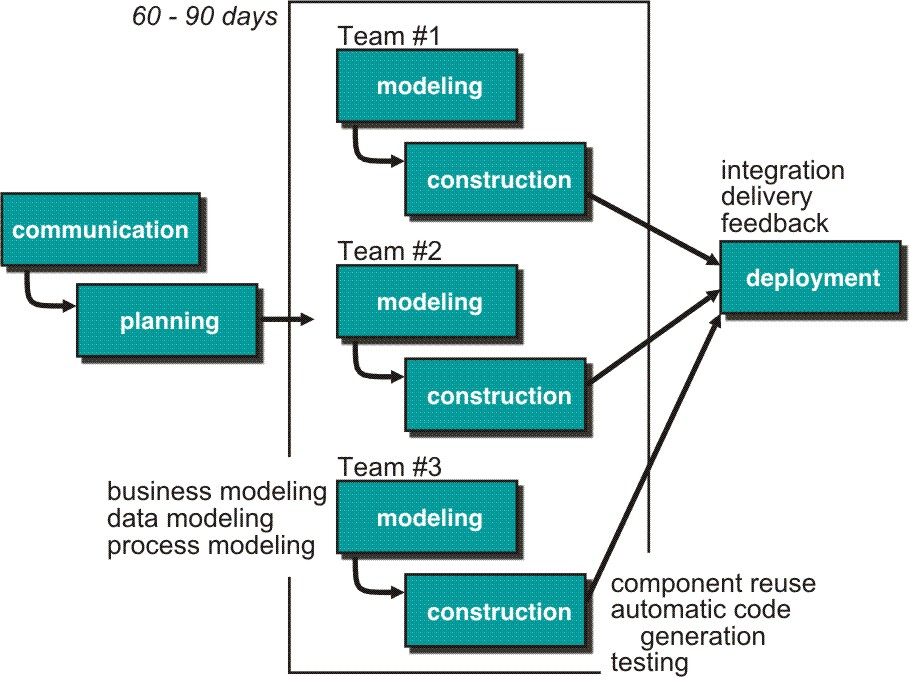 60 - 90 days
Team #1
modeling
construction
communication
planning
Team #2
modeling
construction
integration
delivery
feedback
deployment
Team #3
modeling
construction
business modeling
data modeling
process modeling
component reuse
automatic code
generation
testing